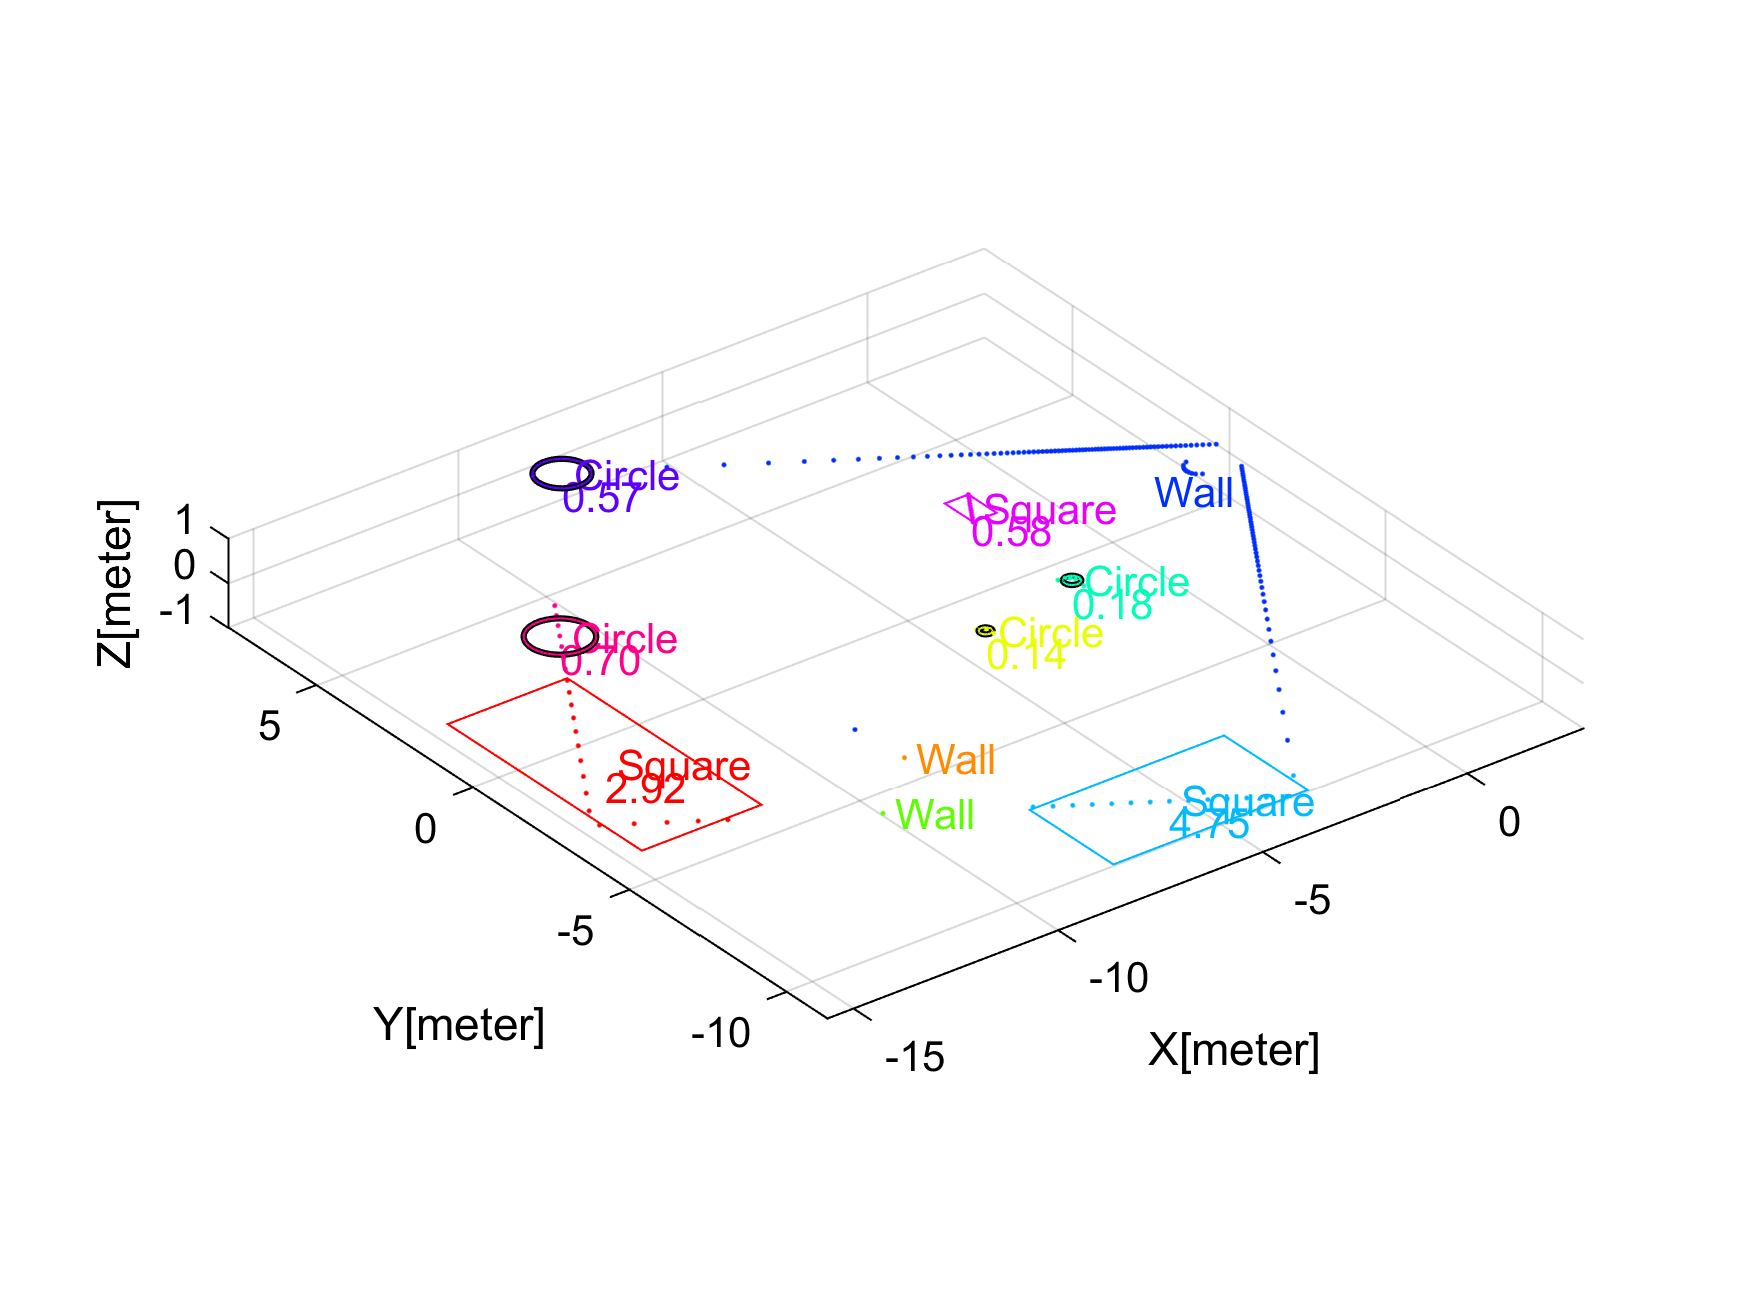 Circle
0.57
Wall
Square
0.58
1
0
-1
Z[meter]
Circle
0.18
Circle
0.14
Circle
0.70
5
Square
2.92
Wall
Wall
Square
4.75
0
0
-5
-5
-10
-10
-15
Y[meter]
X[meter]